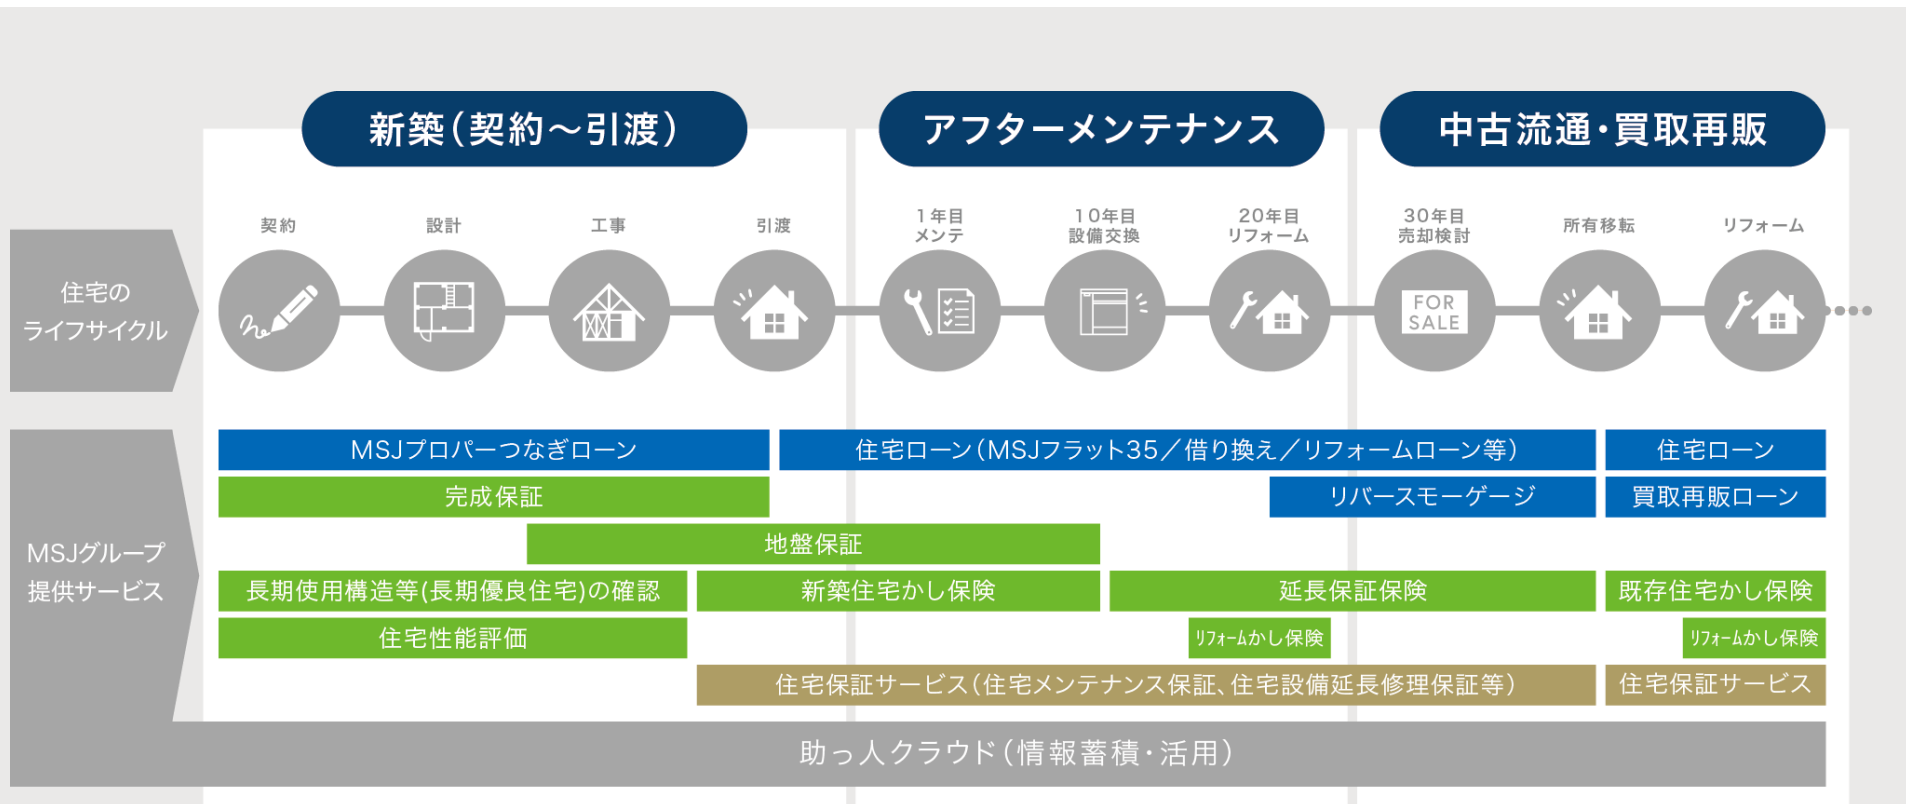 新築（契約～引渡）
アフターメンテナンス
中古流通・買取再販
住宅の
ライフサイクル
契約
設計
工事
引渡
1年目
メンテ
10年目
設備交換
20年目
リフォーム
30年目
売却検討
所有移転
リフォーム
FOR
SALE
MSJグループ
提供サービス
MSJプロパーつなぎローン
住宅ローン（MSJフラット35／借り換え／リフォームローン等）
住宅ローン
完成保証
リバースモーゲージ
買取再販ローン
地盤保証
長期使用構造等(長期優良住宅)の確認
新築住宅かし保険
延長保証保険
既存住宅かし保険
住宅性能評価
ﾘﾌｫｰﾑかし保険
ﾘﾌｫｰﾑかし保険
住宅保証サービス（住宅メンテナンス保証、住宅設備延長修理保証等）
住宅保証サービス
助っ人クラウド（情報蓄積・活用）